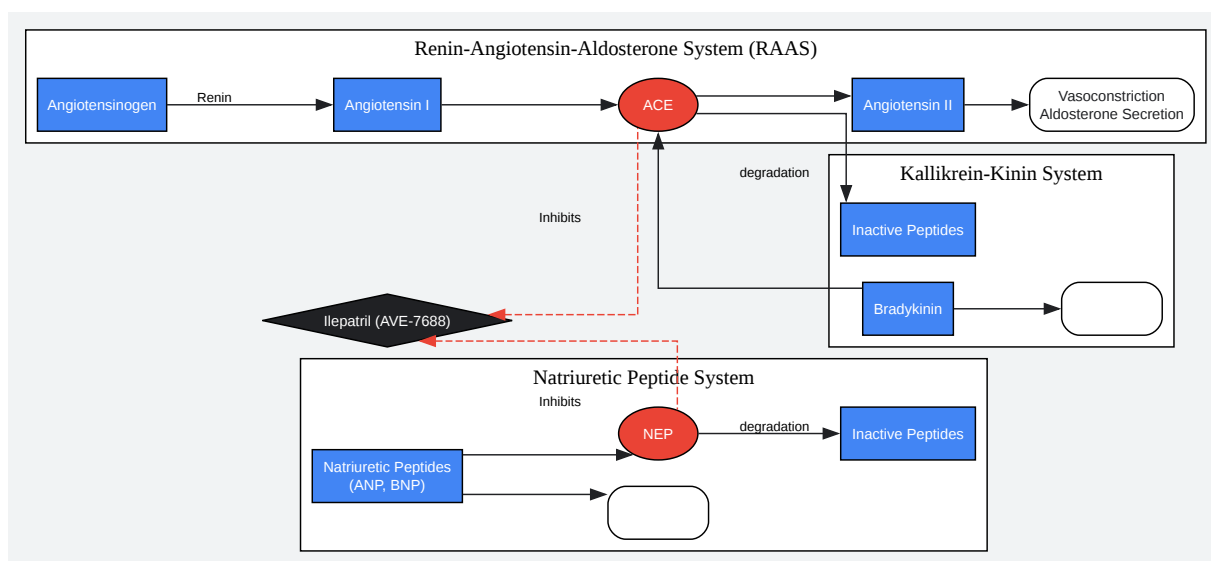 Renin-Angiotensin-Aldosterone System (RAAS)
Angiotensinogen
Renin
Angiotensin I
ACE
Angiotensin II
Vasoconstriction
Aldosterone Secretion
degradation
Kallikrein-Kinin System
Inhibits
Inactive Peptides
Bradykinin
Ilepatril (AVE-7688)
Natriuretic Peptide System
Inhibits
NEP
degradation
Inactive Peptides
Natriuretic Peptides
(ANP, BNP)